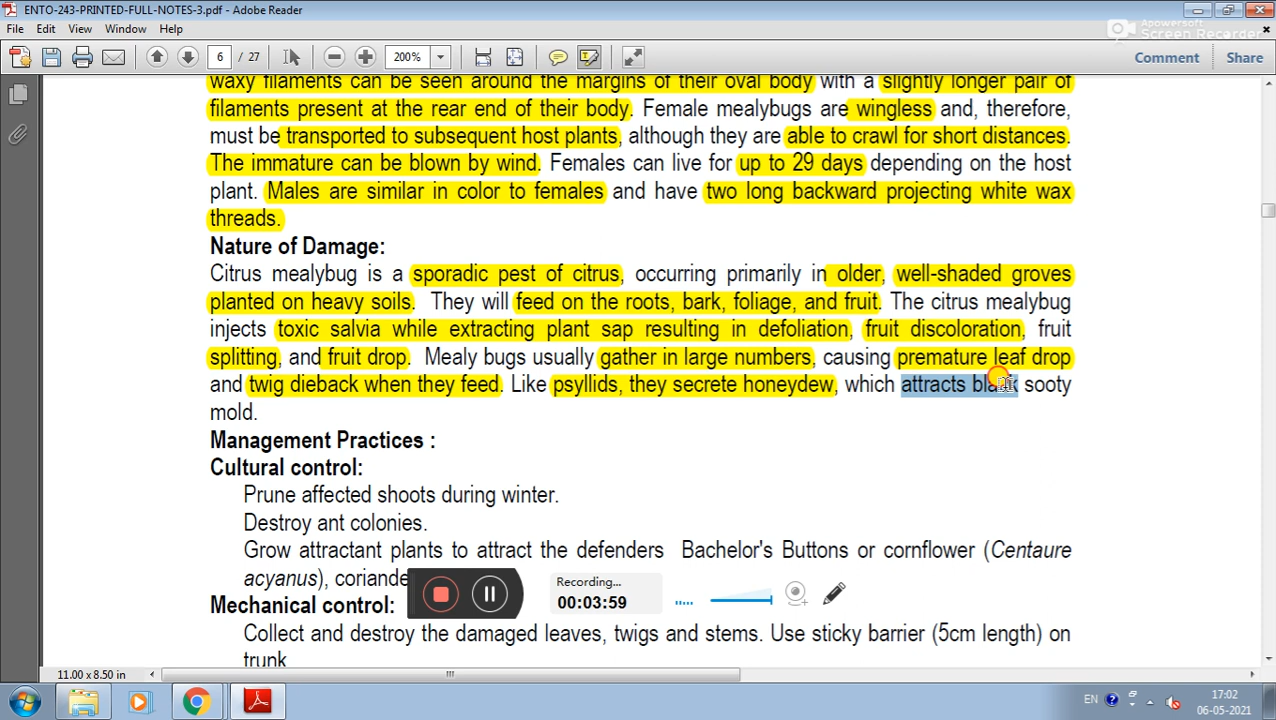 ENTO-243-PRINTED-FULL-NOTES-3.pdf - Adobe Reader
Apowersoft
Screen Recorder
File Edit View Window Help
6 / 27 200% Comment Share
waxy filaments can be seen around the margins of their oval body with a slightly longer pair of
filaments present at the rear end of their body. Female mealybugs are wingless and, therefore,
must be transported to subsequent host plants, although they are able to crawl for short distances.
The immature can be blown by wind. Females can live for up to 29 days depending on the host
plant. Males are similar in color to females and have two long backward projecting white wax
threads.
Nature of Damage:
Citrus mealybug is a sporadic pest of citrus, occurring primarily in older, well-shaded groves
planted on heavy soils. They will feed on the roots, bark, foliage, and fruit. The citrus mealybug
injects toxic salvia while extracting plant sap resulting in defoliation, fruit discoloration, fruit
splitting, and fruit drop. Mealy bugs usually gather in large numbers, causing premature leaf drop
and twig dieback when they feed. Like psyllids, they secrete honeydew, which attracts black sooty
mold.
Management Practices :
Cultural control:
Prune affected shoots during winter.
Destroy ant colonies.
Grow attractant plants to attract the defenders Bachelor's Buttons or cornflower (Centaure
acyanus), coriande
Recording...
00:03:59
Mechanical control:
Collect and destroy the damaged leaves, twigs and stems. Use sticky barrier (5cm length) on
trunk
11.00 x 8.50 in
EN 17:02
06-05-2021